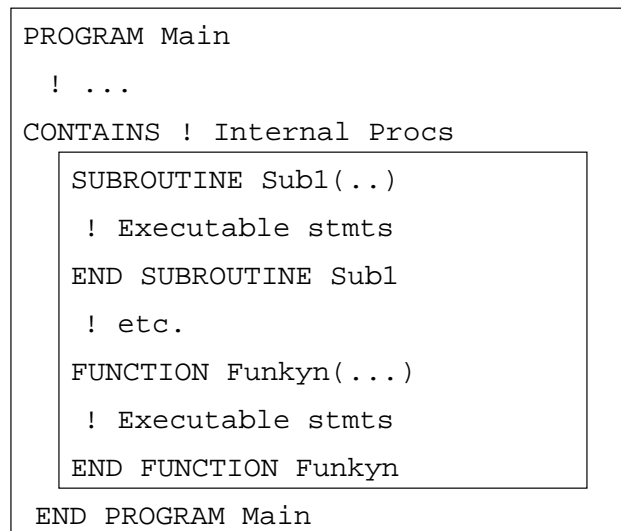 PROGRAM Main
! ...
CONTAINS ! Internal Procs
SUBROUTINE Sub1(..)
! Executable stmts
END SUBROUTINE Sub1
! etc.
FUNCTION Funkyn(...)
! Executable stmts
END FUNCTION Funkyn
END PROGRAM Main